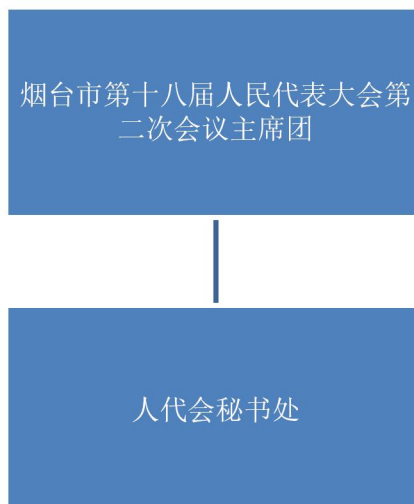 烟台市第十八届人民代表大会第
二次会议主席团
人代会秘书处